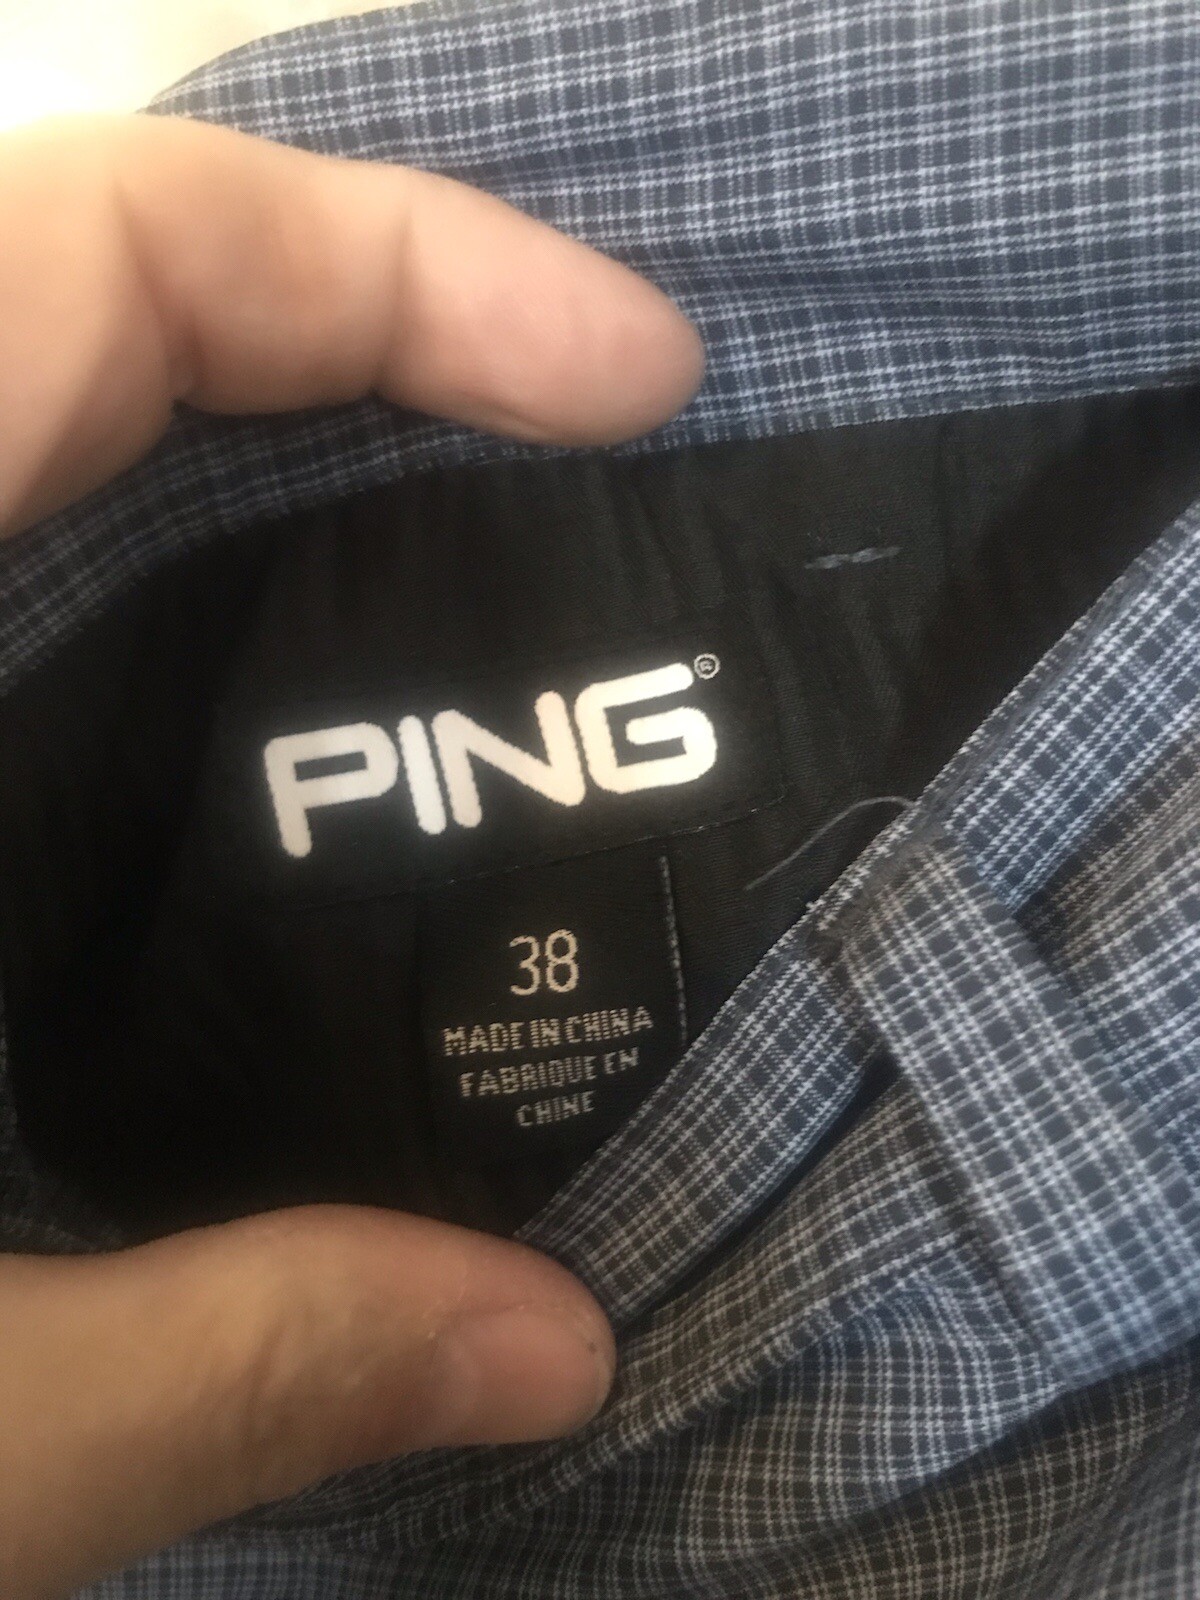 PING®
38
MADE IN CHINA
FABRIQUE EN
CHINE